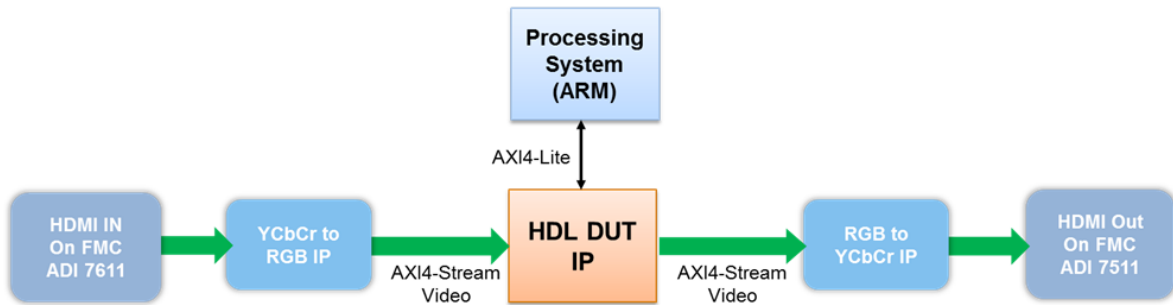 Processing
System
(ARM)
AXI4-Lite
HDMI IN
On FMC
ADI 7611
YCbCr to
RGB IP
AXI4-Stream
Video
HDL DUT
IP
AXI4-Stream
Video
RGB to
YCbCr IP
HDMI Out
On FMC
ADI 7511